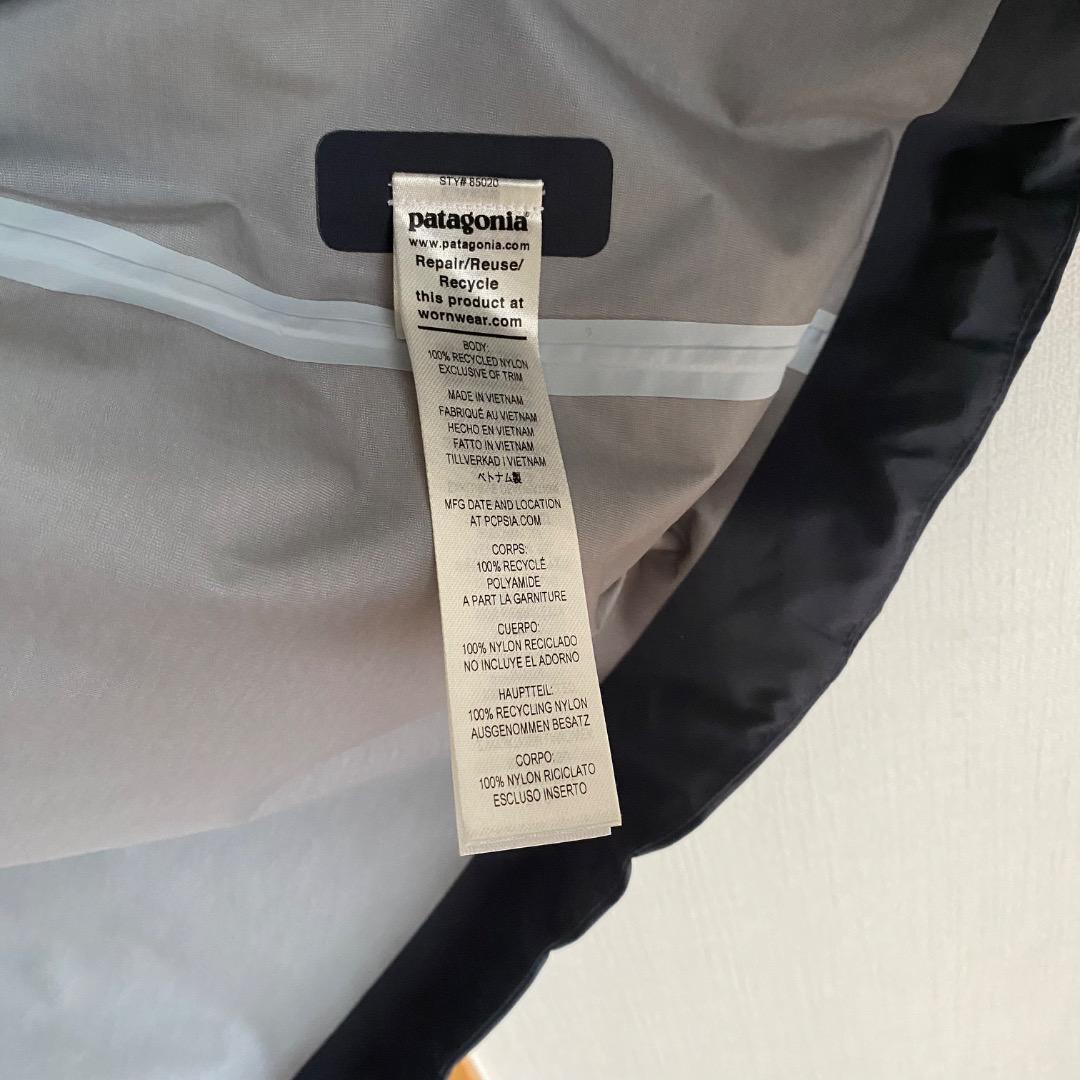 STY# 85020
patagonia®
www.patagonia.com
Repair/Reuse/
Recycle
this product at
wornwear.com
BODY:
100% RECYCLED NYLON
EXCLUSIVE OF TRIM
MADE IN VIETNAM
FABRIQUÉ AU VIETNAM
HECHO EN VIETNAM
FATTO IN VIETNAM
TILLVERKAD I VIETNAM
ベトナム製
MFG DATE AND LOCATION
AT PCPSIA.COM
CORPS:
100% RECYCLÉ
POLYAMIDE
A PART LA GARNITURE
CUERPO:
100% NYLON RECICLADO
NO INCLUYE EL ADORNO
HAUPTTEIL:
100% RECYCLING NYLON
AUSGENOMMEN BESATZ
CORPO:
100% NYLON RICICLATO
ESCLUSO INSERTO